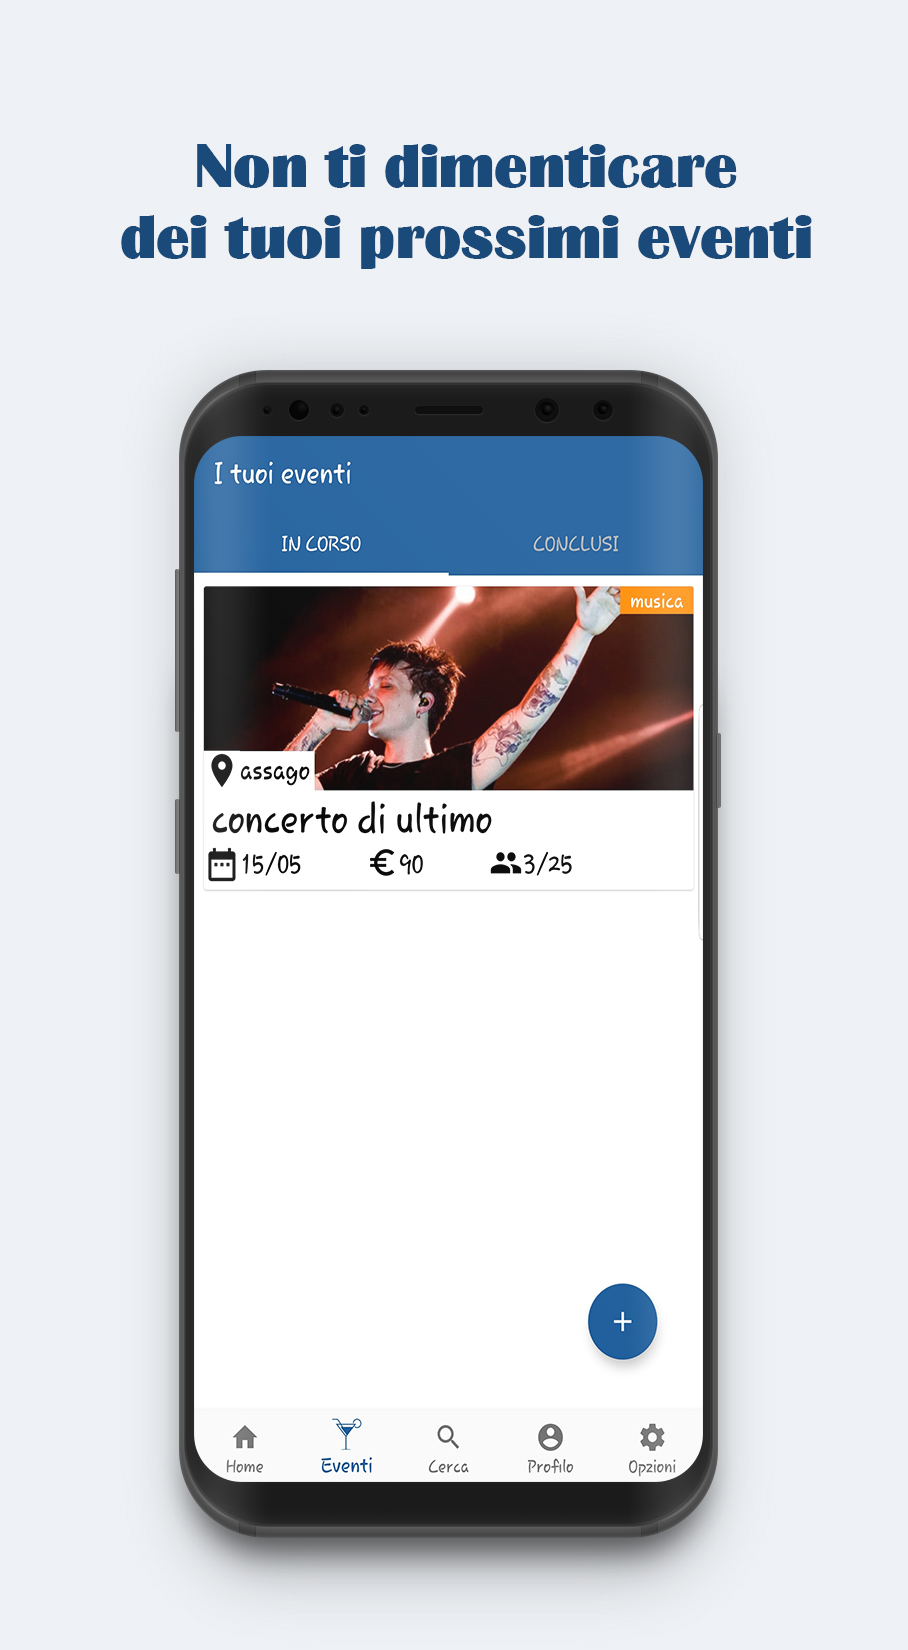 Non ti dimenticare
dei tuoi prossimi eventi
I tuoi eventi
IN CORSO
CONCLUSI
musica
assago
concerto di ultimo
15/05
€90
3/25
+
Home
Eventi
Cerca
Profilo
Opzioni